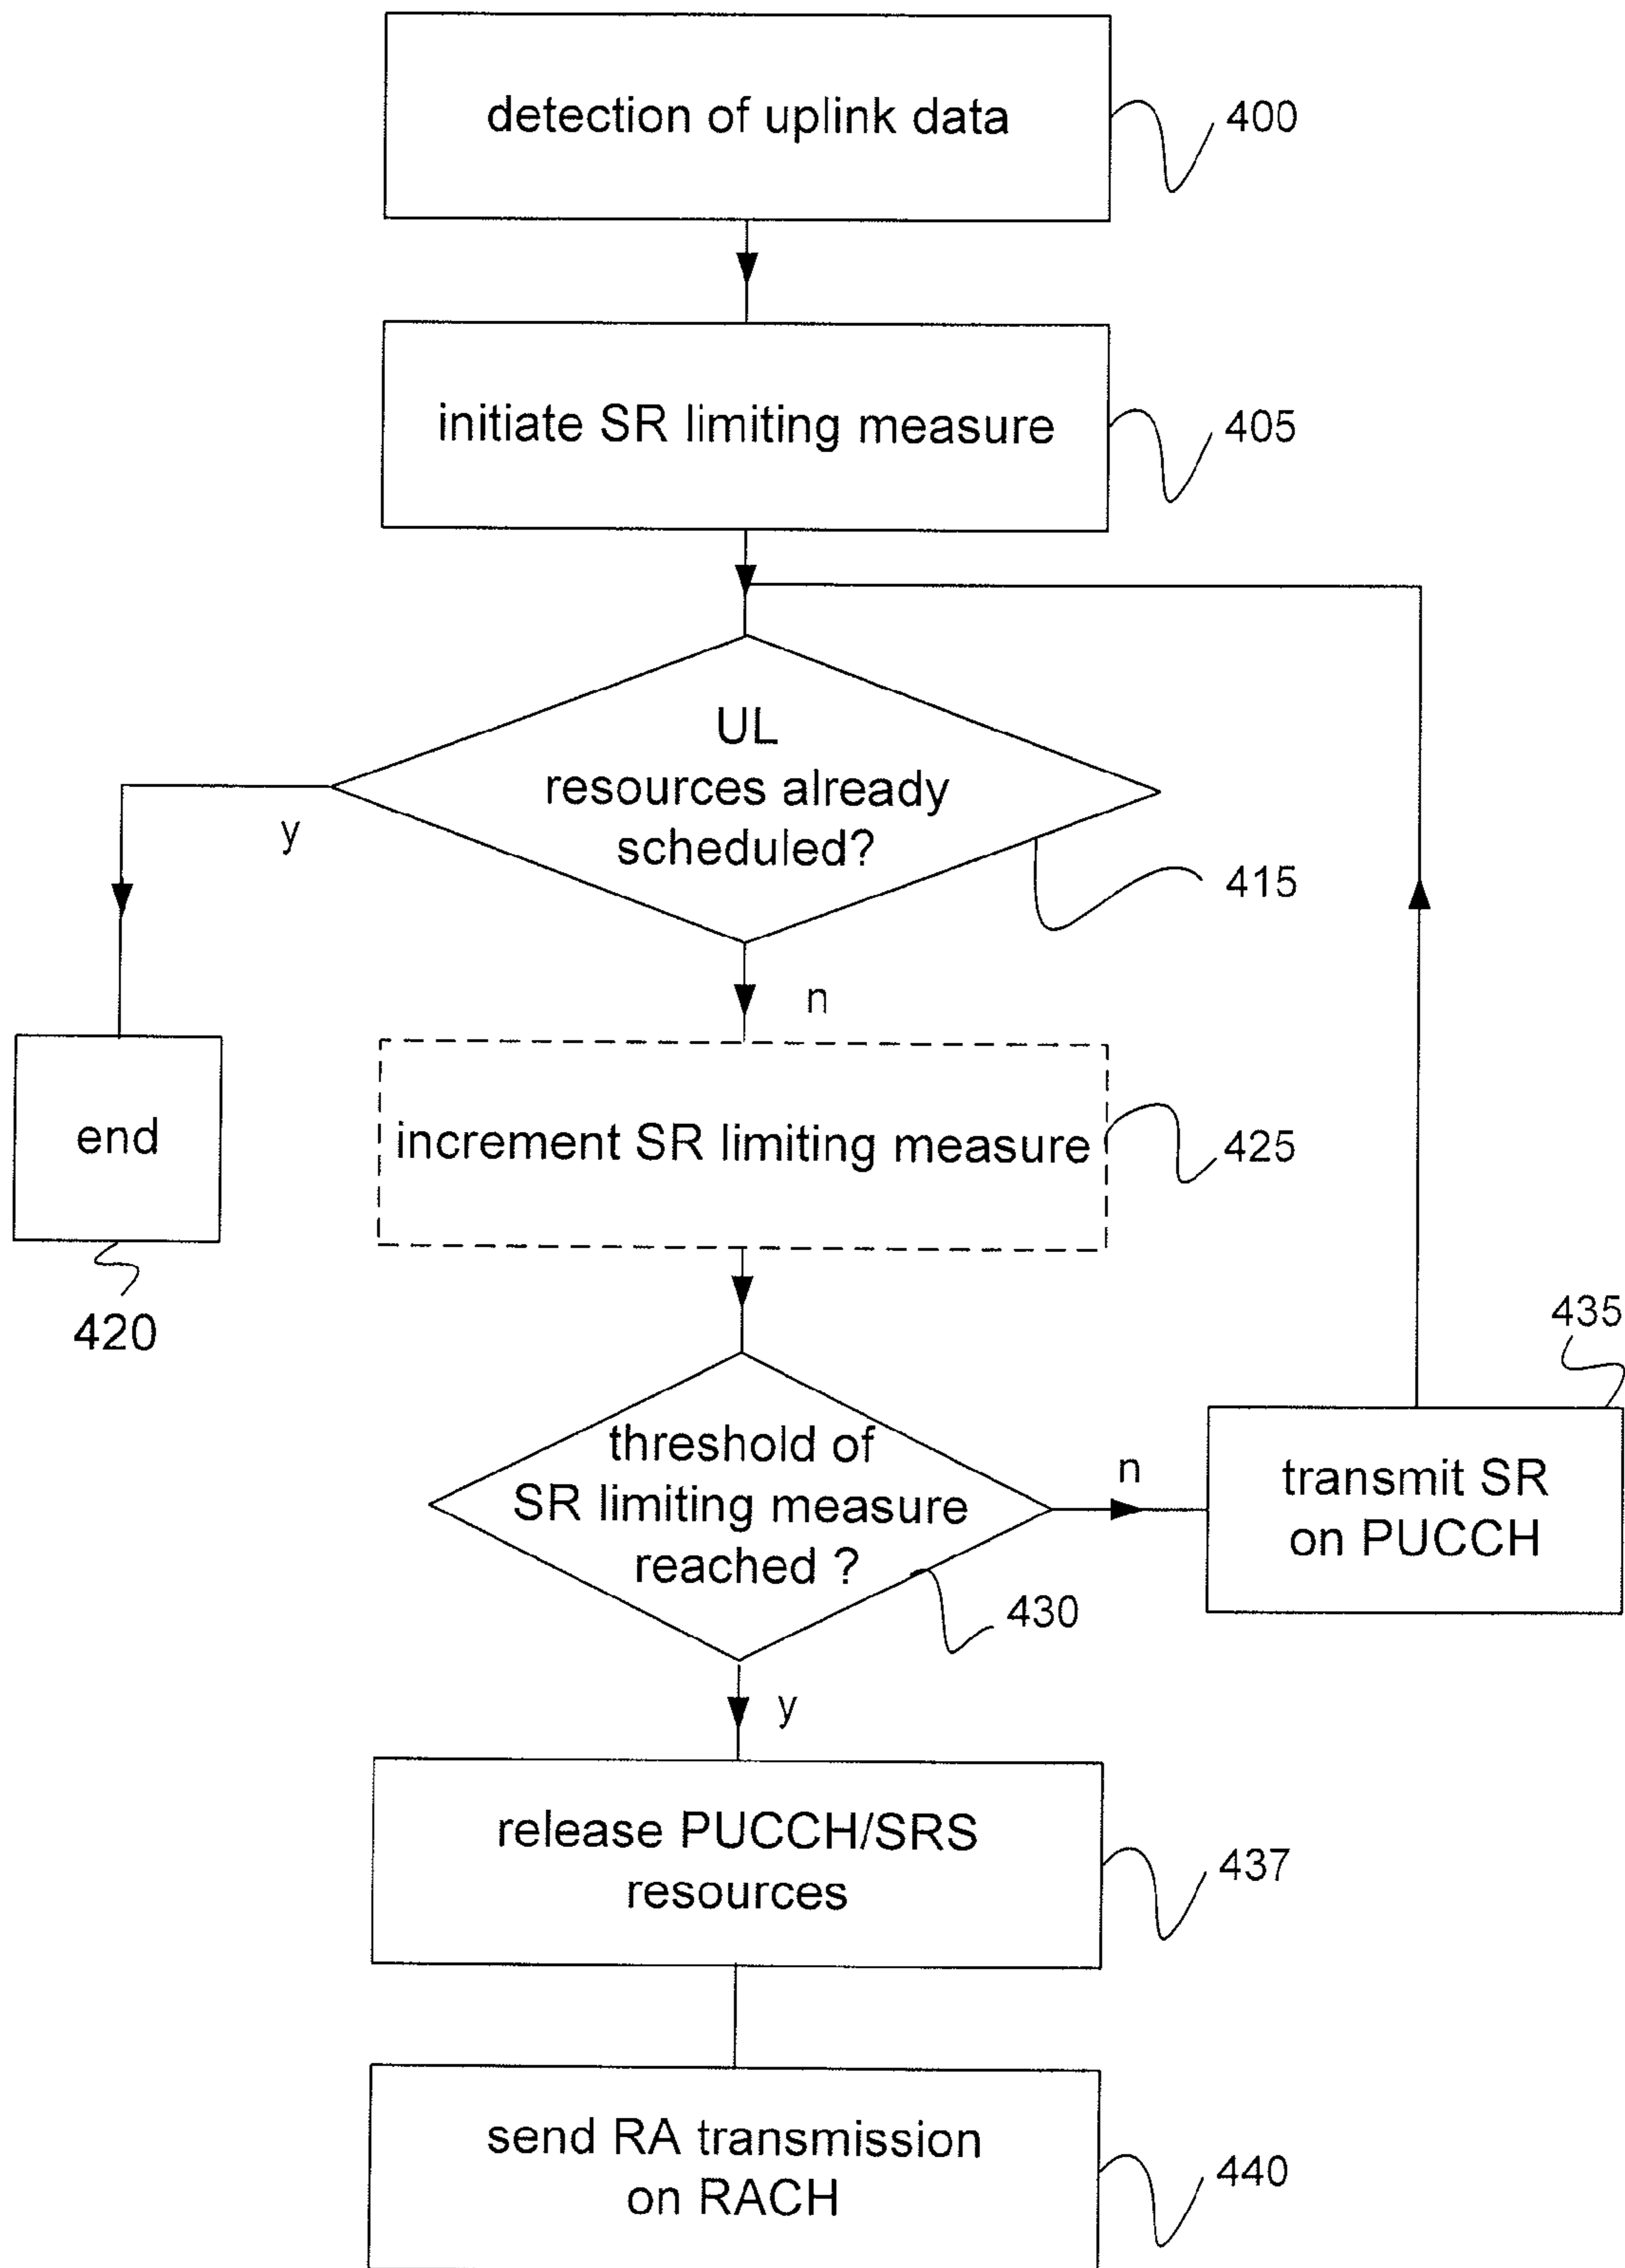 detection of uplink data
400
initiate SR limiting measure
405
UL
resources already
scheduled?
y
415
n
end
increment SR limiting measure
425
420
435
threshold of
SR limiting measure
reached ?
n
transmit SR
on PUCCH
430
y
release PUCCH/SRS
resources
437
send RA transmission
on RACH
440